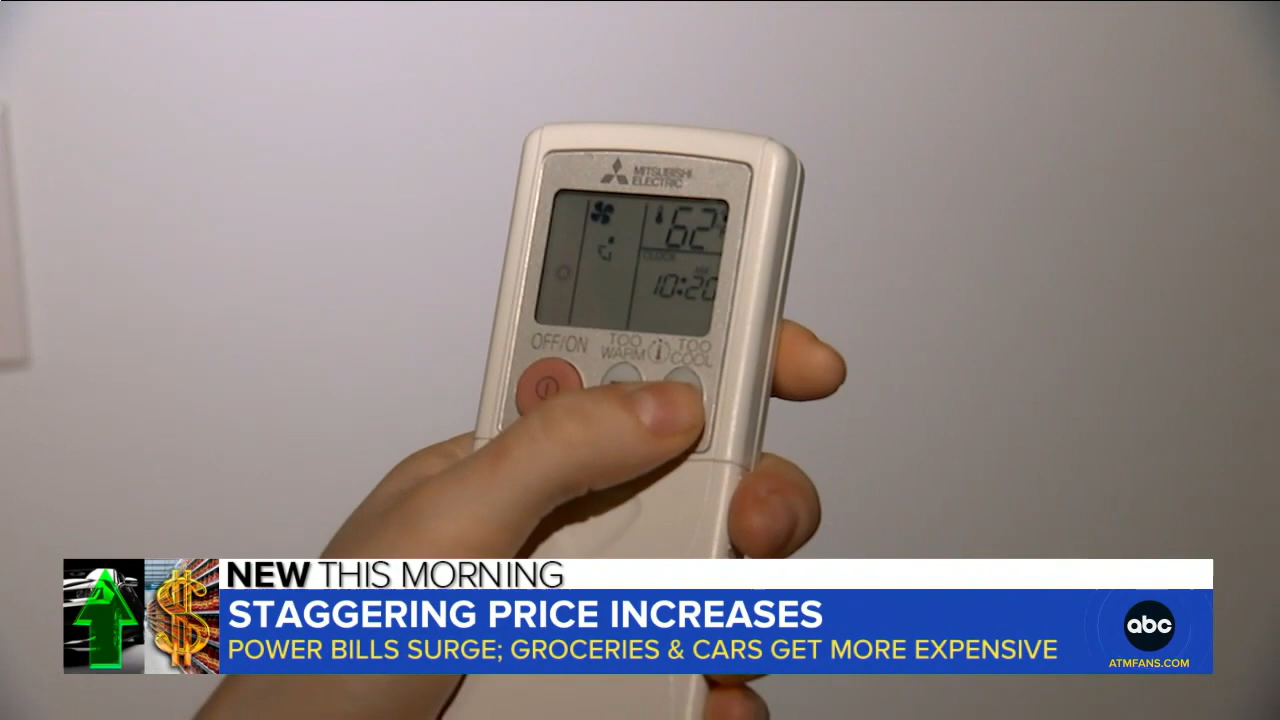 MITSUBISHI
ELECTRIC
62°
CLOCK
AM
10:20
OFF/ON
TOO
WARM
i
TOO
COOL
NEW THIS MORNING
STAGGERING PRICE INCREASES
POWER BILLS SURGE; GROCERIES & CARS GET MORE EXPENSIVE
abc
ATMFANS.COM